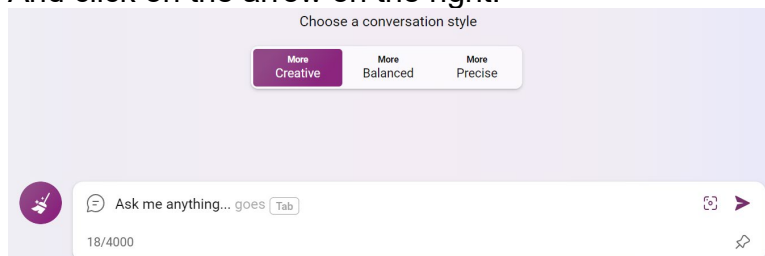 And click on the arrow on the right.
Choose a conversation style
More More More
Creative Balanced Precise
Ask me anything... goes Tab
18/4000